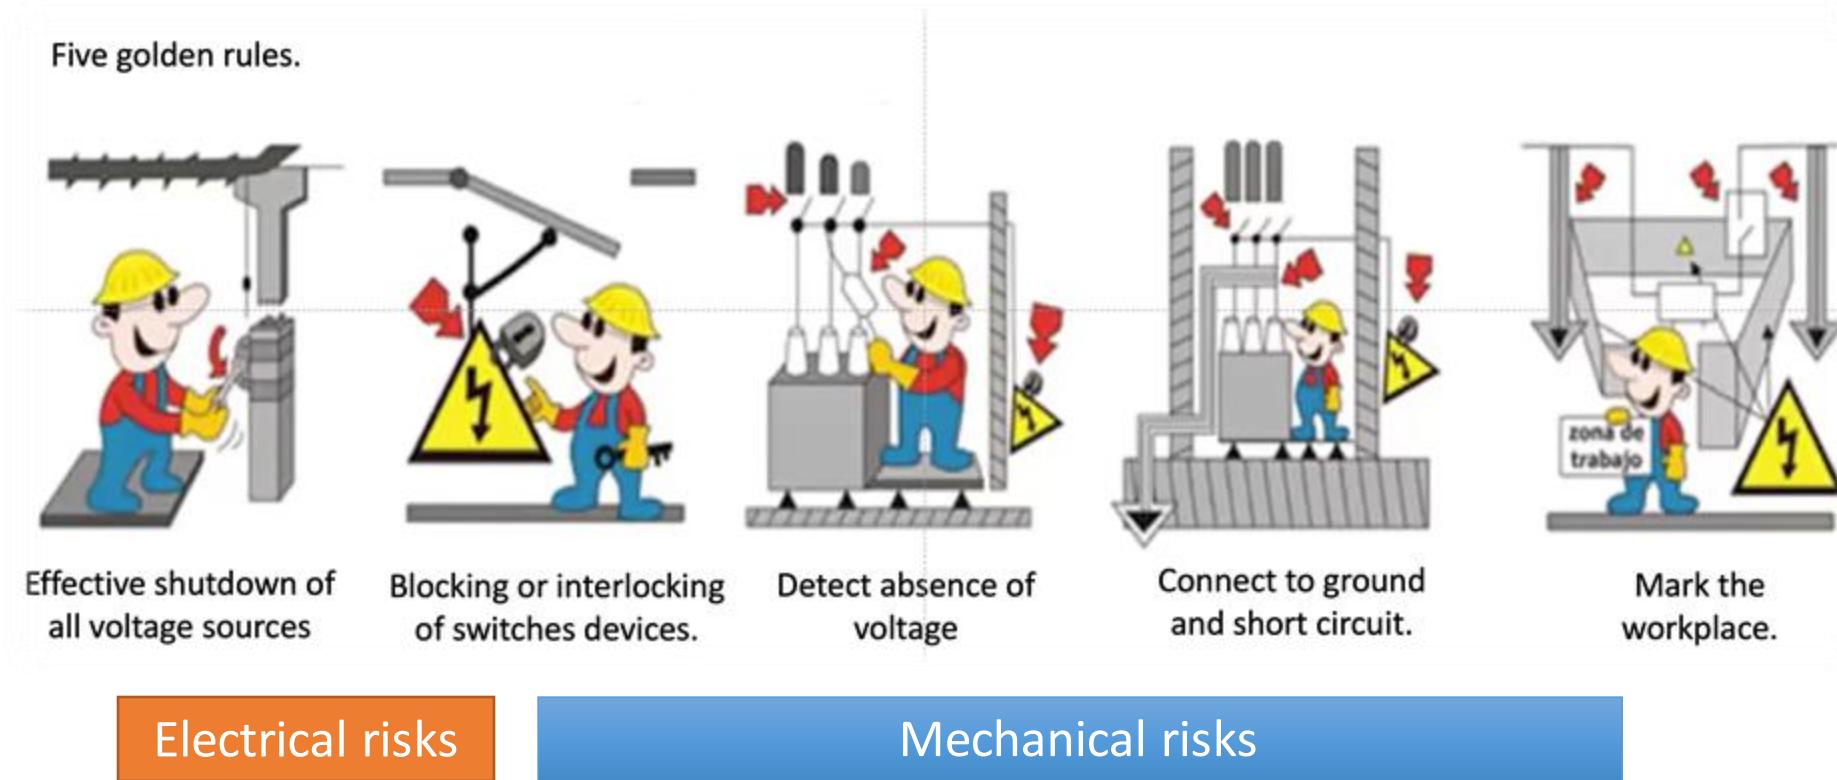 Five golden rules.
zona de
trabajo
Effective shutdown of
all voltage sources
Blocking or interlocking
of switches devices.
Detect absence of
voltage
Connect to ground
and short circuit.
Mark the
workplace.
Electrical risks
Mechanical risks